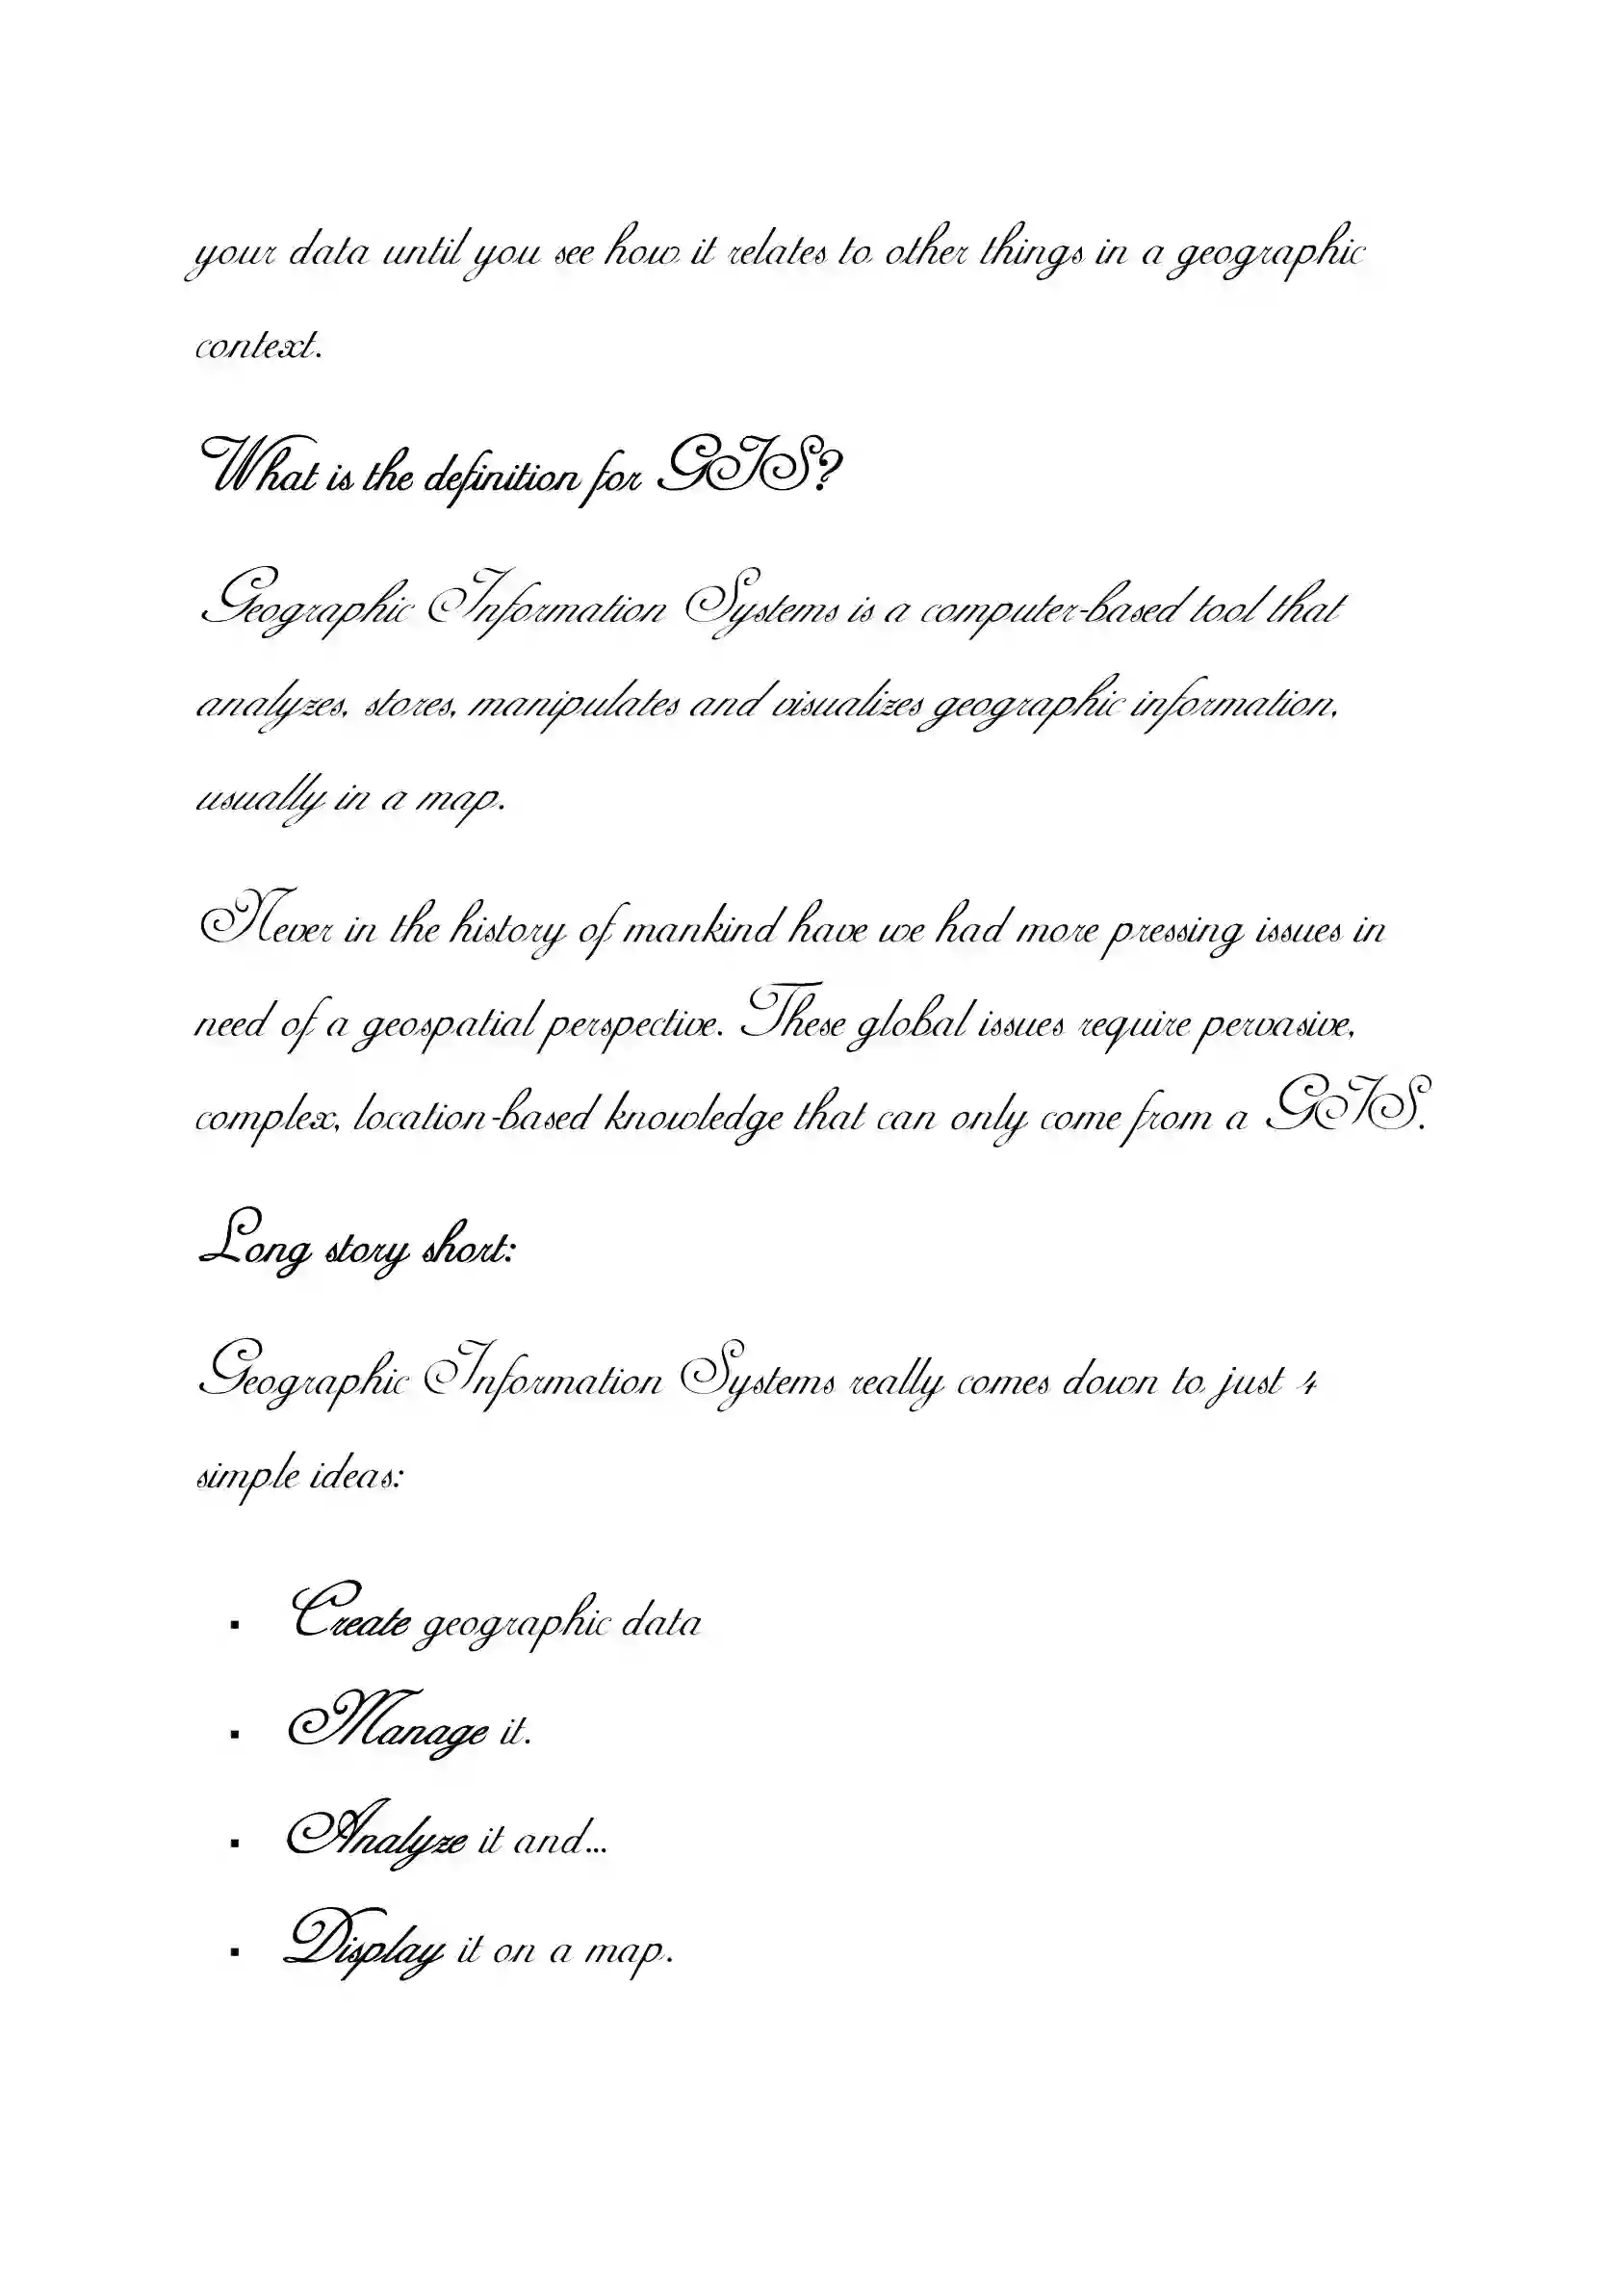 your data until you see how it relates to other things in a geographic
context.
What is the definition for GIS?
Geographic Information Systems is a computer-based tool that
analyzes, stores, manipulates and visualizes geographic information,
usually in a map.
Never in the history of mankind have we had more pressing issues in
need of a geospatial perspective. These global issues require pervasive,
complex, location-based knowledge that can only come from a GIS.
Long story short:
Geographic Information Systems really comes down to just 4
simple ideas:
▪ Create geographic data
▪ Manage it.
▪ Analyze it and…
▪ Display it on a map.